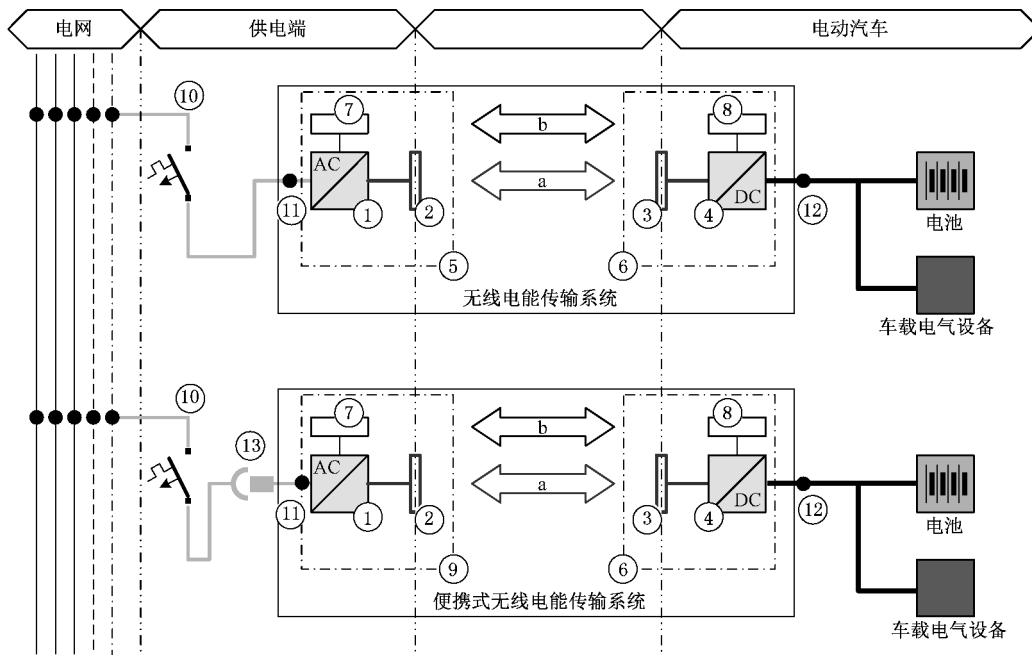 电网 供电端 电动汽车
⑩ ⑦ b ⑧
AC a DC
⑪ ① ② ③ ④ ⑫
电池
⑤ ⑥
无线电能传输系统
车载电气设备
⑩ ⑦ b ⑧
⑬ AC a DC
⑪ ① ② ③ ④ ⑫
电池
⑨ ⑥
便携式无线电能传输系统
车载电气设备